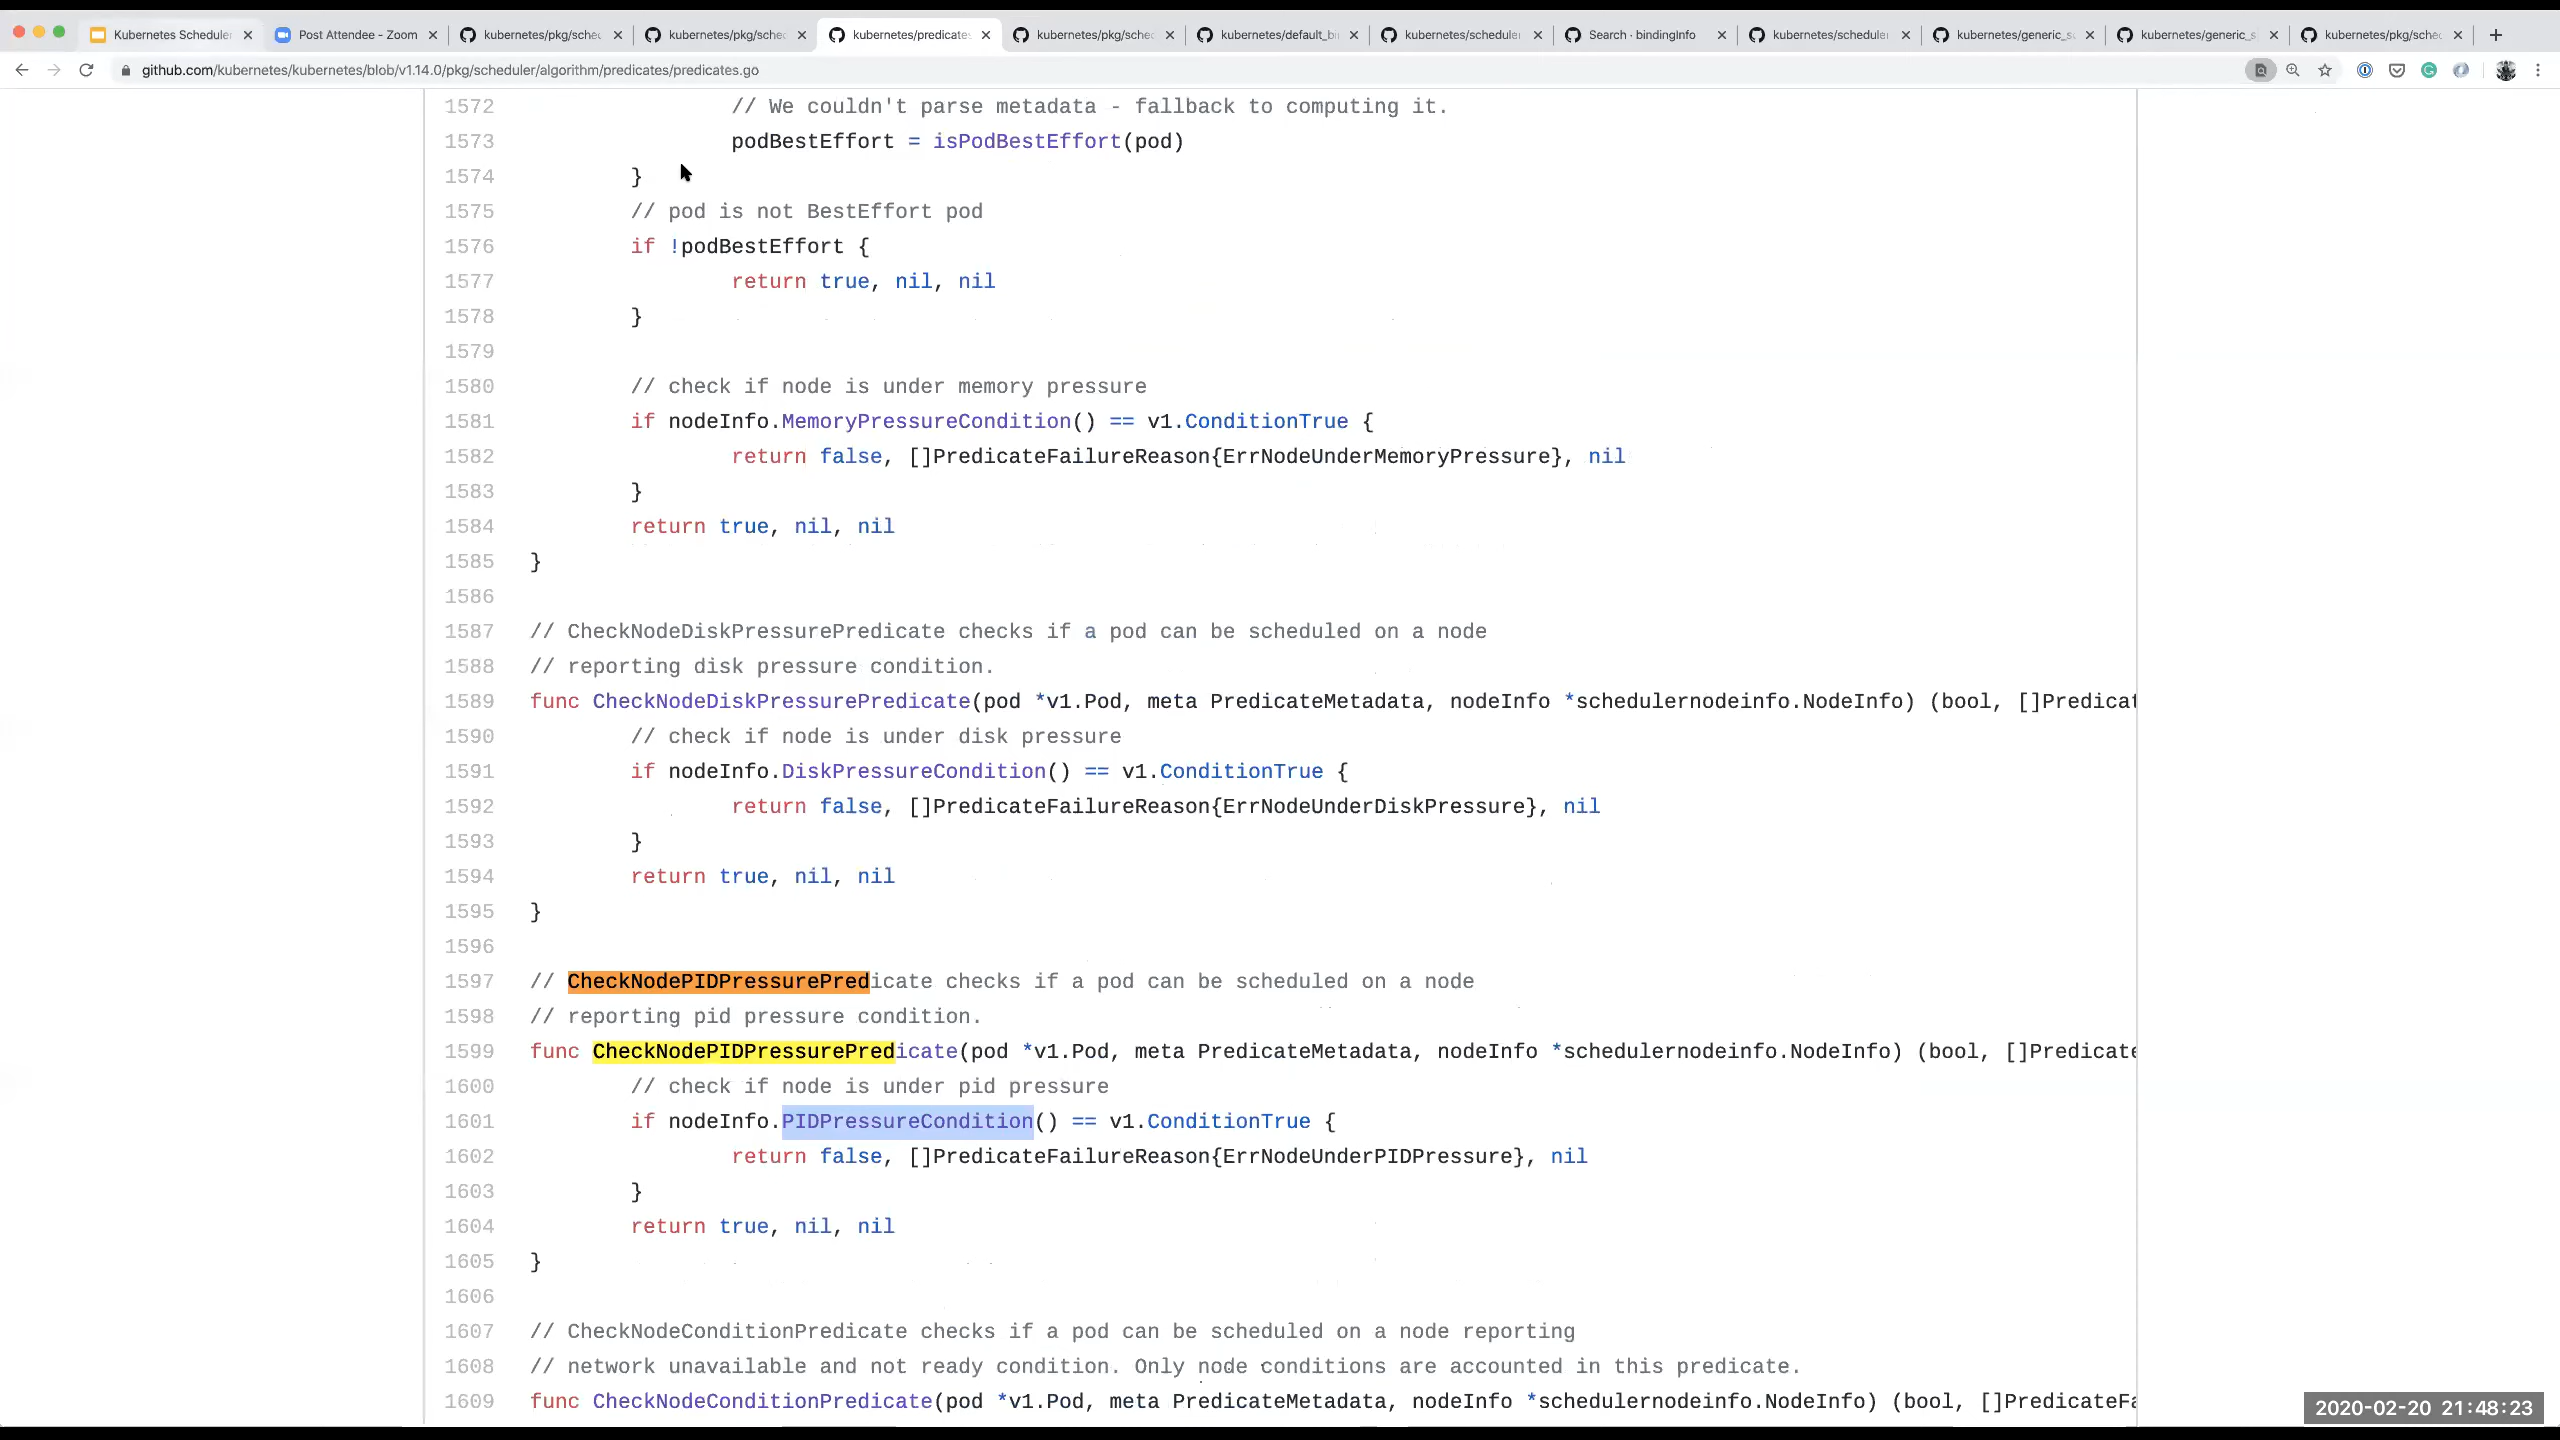 Kubernetes Scheduler
Post Attendee - Zoom
kubernetes/pkg/sched
kubernetes/pkg/sched
kubernetes/predicates
kubernetes/pkg/sched
kubernetes/default_bi
kubernetes/scheduler
Search · bindingInfo
kubernetes/scheduler
kubernetes/generic_s
kubernetes/generic_s
kubernetes/pkg/sched
github.com/kubernetes/kubernetes/blob/v1.14.0/pkg/scheduler/algorithm/predicates/predicates.go
1572 // We couldn't parse metadata - fallback to computing it.
1573 podBestEffort = isPodBestEffort(pod)
1574 }
1575 // pod is not BestEffort pod
1576 if !podBestEffort {
1577 return true, nil, nil
1578 }
1579
1580 // check if node is under memory pressure
1581 if nodeInfo.MemoryPressureCondition() == v1.ConditionTrue {
1582 return false, []PredicateFailureReason{ErrNodeUnderMemoryPressure}, nil
1583 }
1584 return true, nil, nil
1585 }
1586
1587 // CheckNodeDiskPressurePredicate checks if a pod can be scheduled on a node
1588 // reporting disk pressure condition.
1589 func CheckNodeDiskPressurePredicate(pod *v1.Pod, meta PredicateMetadata, nodeInfo *schedulernodeinfo.NodeInfo) (bool, []Predicat
1590 // check if node is under disk pressure
1591 if nodeInfo.DiskPressureCondition() == v1.ConditionTrue {
1592 return false, []PredicateFailureReason{ErrNodeUnderDiskPressure}, nil
1593 }
1594 return true, nil, nil
1595 }
1596
1597 // CheckNodePIDPressurePredicate checks if a pod can be scheduled on a node
1598 // reporting pid pressure condition.
1599 func CheckNodePIDPressurePredicate(pod *v1.Pod, meta PredicateMetadata, nodeInfo *schedulernodeinfo.NodeInfo) (bool, []Predicate
1600 // check if node is under pid pressure
1601 if nodeInfo.PIDPressureCondition() == v1.ConditionTrue {
1602 return false, []PredicateFailureReason{ErrNodeUnderPIDPressure}, nil
1603 }
1604 return true, nil, nil
1605 }
1606
1607 // CheckNodeConditionPredicate checks if a pod can be scheduled on a node reporting
1608 // network unavailable and not ready condition. Only node conditions are accounted in this predicate.
1609 func CheckNodeConditionPredicate(pod *v1.Pod, meta PredicateMetadata, nodeInfo *schedulernodeinfo.NodeInfo) (bool, []PredicateFa
2020-02-20 21:48:23